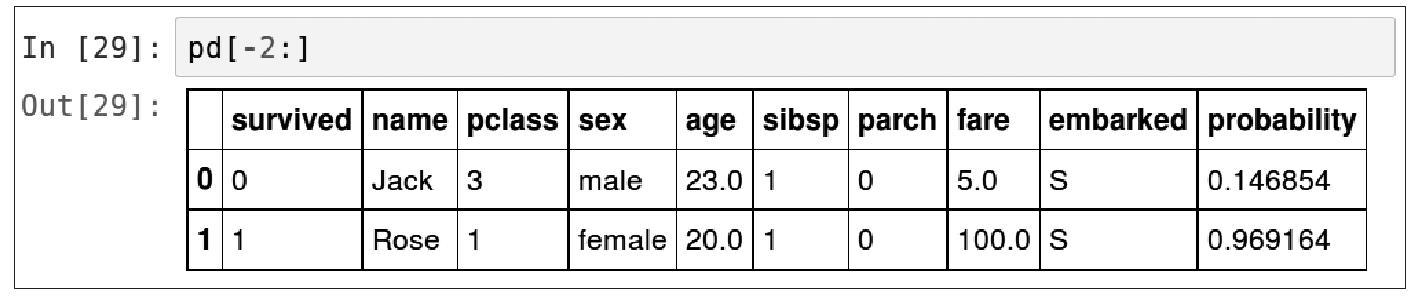 In [29]: pd[-2:]
Out[29]:
survived name pclass sex age sibsp parch fare embarked probability
0 0 Jack 3 male 23.0 1 0 5.0 S 0.146854
1 1 Rose 1 female 20.0 1 0 100.0 S 0.969164